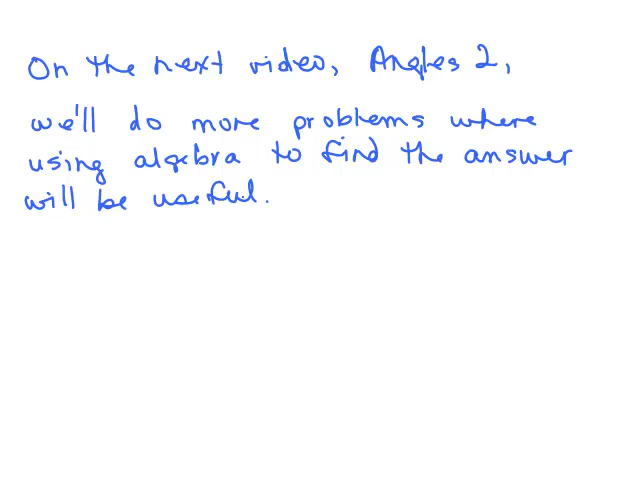 On the next video, Angles 2,
we'll do more problems where
using algebra to find the answer
will be useful.